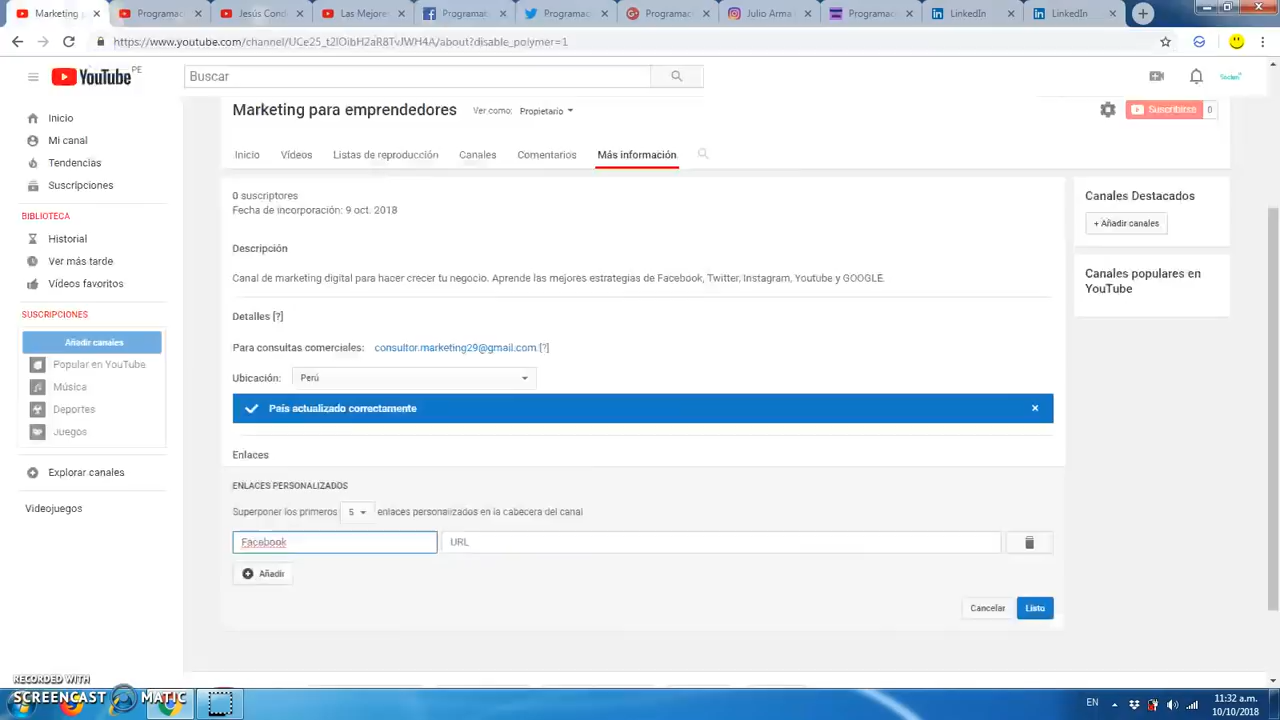 Marketing p
Programac
Jesús Cond
Las Mejore
Programat
Programac
Programac
Julio Arma
Programac
LinkedIn
LinkedIn
https://www.youtube.com/channel/UCe25_t2IOibH2aR8TvJWH4A/about?disable_polymer=1
YouTube PE
Buscar
Inicio
Mi canal
Tendencias
Suscripciones
BIBLIOTECA
Historial
Ver más tarde
Vídeos favoritos
SUSCRIPCIONES
Añadir canales
Popular en YouTube
Música
Deportes
Juegos
Explorar canales
Videojuegos
Marketing para emprendedores
Ver como: Propietario
Suscribirse 0
Inicio
Vídeos
Listas de reproducción
Canales
Comentarios
Más información
0 suscriptores
Fecha de incorporación: 9 oct. 2018
Descripción
Canal de marketing digital para hacer crecer tu negocio. Aprende las mejores estrategias de Facebook, Twitter, Instagram, Youtube y GOOGLE.
Detalles [?]
Para consultas comerciales: consultor.marketing29@gmail.com [?]
Ubicación: Perú
País actualizado correctamente
Enlaces
ENLACES PERSONALIZADOS
Superponer los primeros 5 enlaces personalizados en la cabecera del canal
Facebook
URL
Añadir
Cancelar
Listo
Canales Destacados
+ Añadir canales
Canales populares en
YouTube
RECORDED WITH
SCREENCAST MATIC
EN
11:32 a.m.
10/10/2018